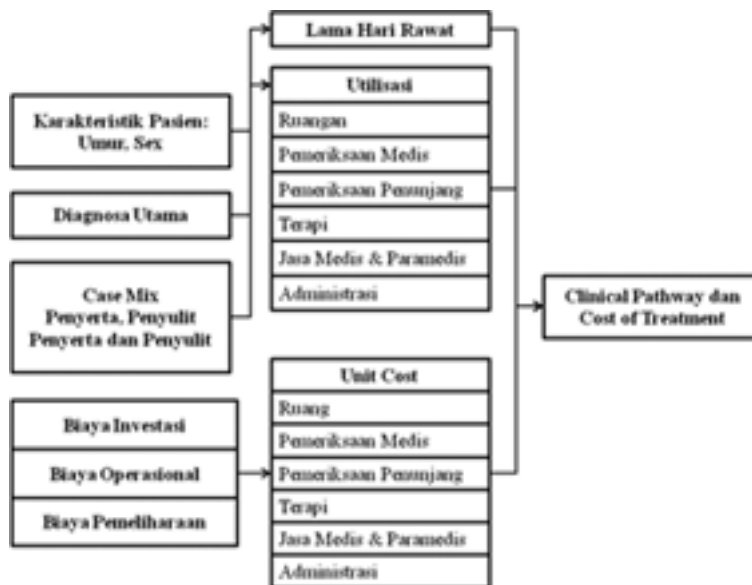 Lama Hari Rawat
Utilisasi
Ruangan
Pemeriksaan Medis
Pemeriksaan Penunjang
Terapi
Jasa Medis & Paramedis
Administrasi
Karakteristik Pasien:
Umur, Sex
Diagnosa Utama
Case Mix
Penyerta, Penyulit
Penyerta dan Penyulit
Biaya Investasi
Biaya Operasional
Biaya Pemeliharaan
Unit Cost
Ruang
Pemeriksaan Medis
Pemeriksaan Penunjang
Terapi
Jasa Medis & Paramedis
Administrasi
Clinical Pathway dan
Cost of Treatment